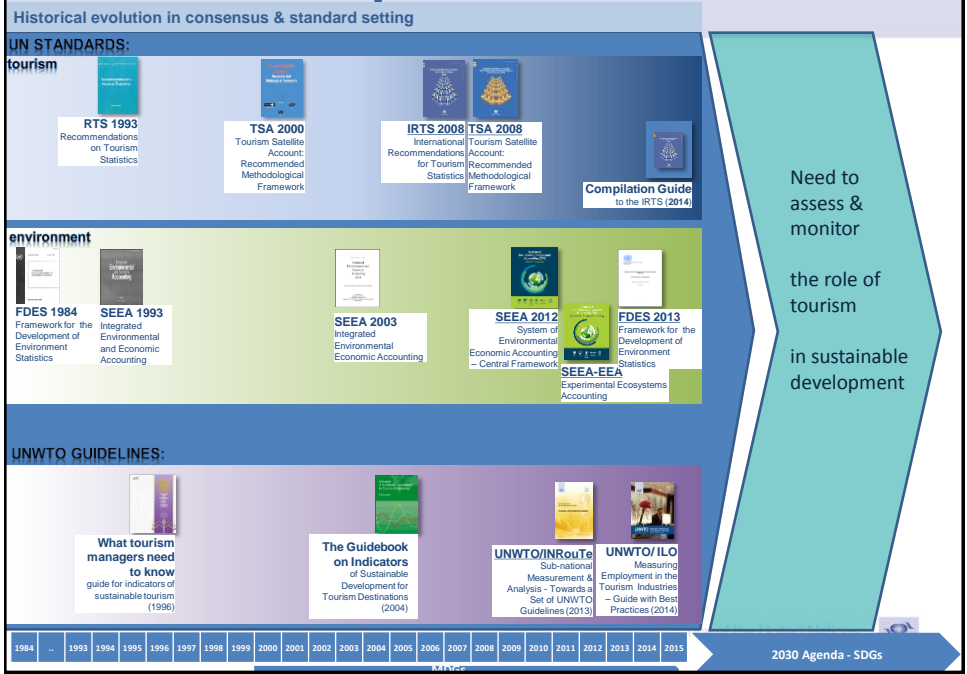 Historical evolution in consensus & standard setting
UN STANDARDS:
tourism
RTS 1993
Recommendations
on Tourism
Statistics
TSA 2000
Tourism Satellite
Account:
Recommended
Methodological
Framework
IRTS 2008
International
Recommendations
for Tourism
Statistics
TSA 2008
Tourism Satellite
Account:
Recommended
Methodological
Framework
Compilation Guide
to the IRTS (2014)
environment
FDES 1984
Framework for the
Development of
Environment
Statistics
SEEA 1993
Integrated
Environmental
and Economic
Accounting
SEEA 2003
Integrated
Environmental
Economic Accounting
SEEA 2012
System of
Environmental
Economic Accounting
– Central Framework
SEEA-EEA
Experimental Ecosystems
Accounting
FDES 2013
Framework for the
Development of
Environment
Statistics
UNWTO GUIDELINES:
What tourism
managers need
to know
guide for indicators of
sustainable tourism
(1996)
The Guidebook
on Indicators
of Sustainable
Development for
Tourism Destinations
(2004)
UNWTO/INRouTe
Sub-national
Measurement &
Analysis - Towards a
Set of UNWTO
Guidelines (2013)
UNWTO/ ILO
Measuring
Employment in the
Tourism Industries
– Guide with Best
Practices (2014)
Need to
assess &
monitor
the role of
tourism
in sustainable
development
1984 .. 1993 1994 1995 1996 1997 1998 1999 2000 2001 2002 2003 2004 2005 2006 2007 2008 2009 2010 2011 2012 2013 2014 2015
2030 Agenda - SDGs
MDGs